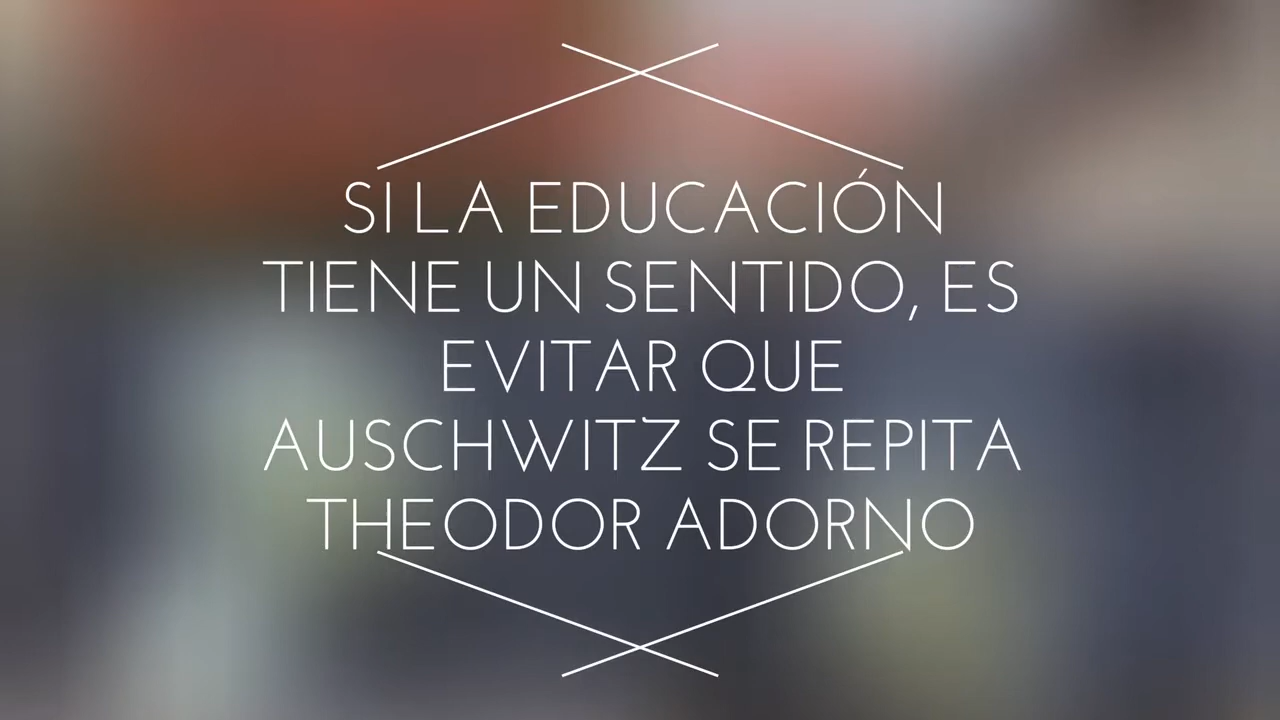 SI LA EDUCACIÓN
TIENE UN SENTIDO, ES
EVITAR QUE
AUSCHWITZ SE REPITA
THEODOR ADORNO